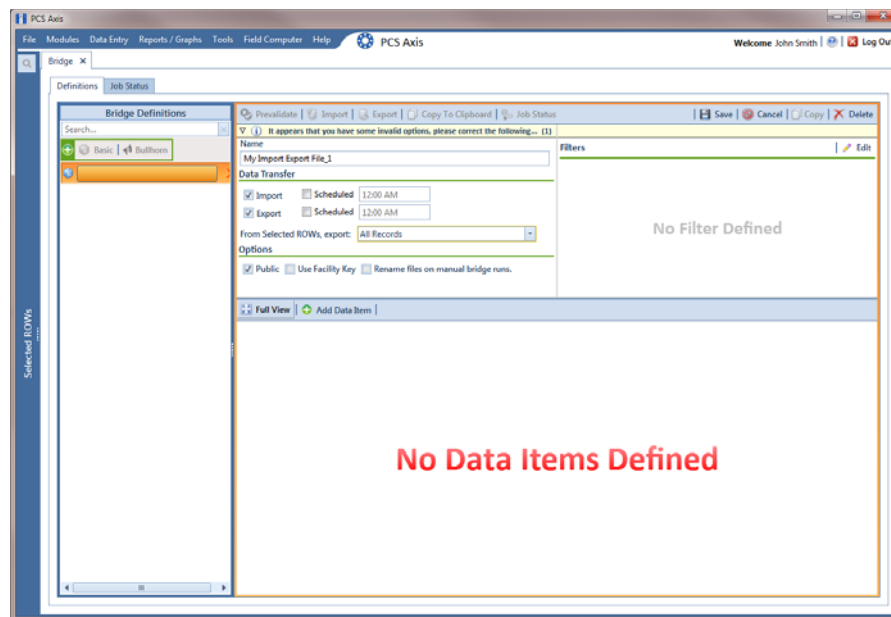 PCS Axis
File Modules Data Entry Reports / Graphs Tools Field Computer Help PCS Axis Welcome John Smith Log Out
Bridge
Definitions Job Status
Bridge Definitions
Search...
Basic Bullhorn
Prevalidate Import Export Copy To Clipboard Job Status Save Cancel Copy Delete
It appears that you have some invalid options, please correct the following... (1)
Name
My Import Export File_1
Data Transfer
Import Scheduled 12:00 AM
Export Scheduled 12:00 AM
From Selected ROWs, export: All Records
Options
Public Use Facility Key Rename files on manual bridge runs.
Filters Edit
No Filter Defined
Full View Add Data Item
No Data Items Defined
Selected ROWs